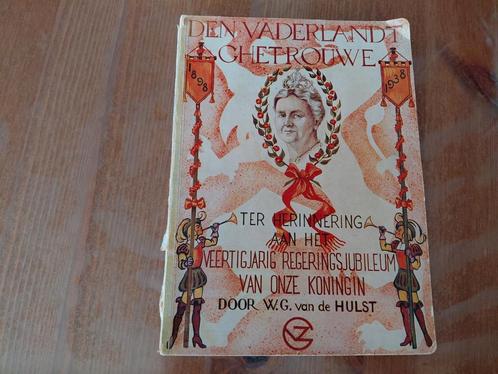 DEN VADERLANDT
GHETROUWE
1898
1938
TER HERINNERING
AAN HET
VEERTIGJARIG REGERINGSJUBILEUM
VAN ONZE KONINGIN
DOOR W.G. van de HULST